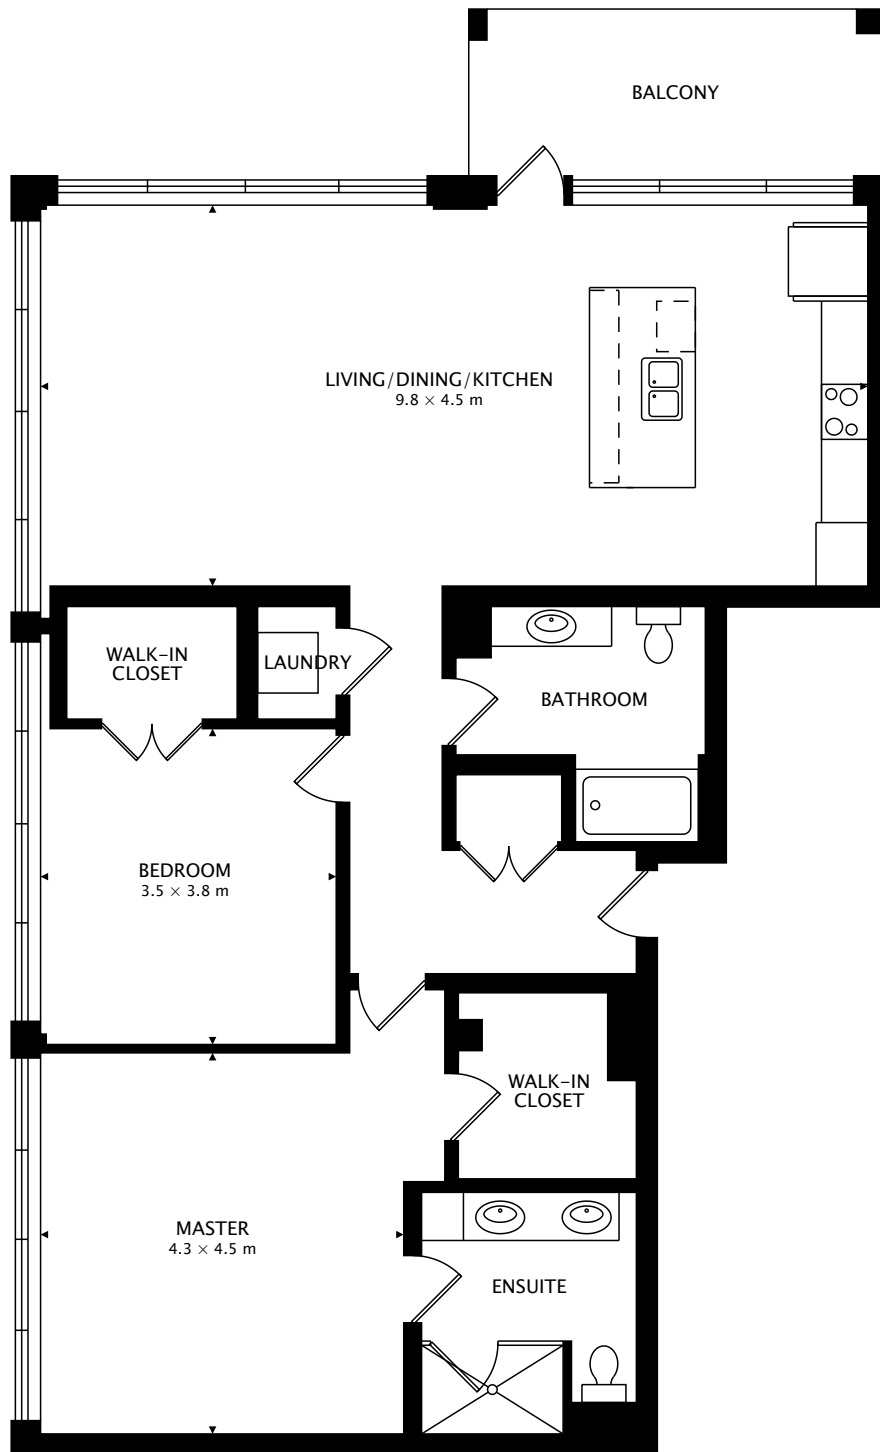 BALCONY
LIVING/DINING/KITCHEN
9.8 × 4.5 m
WALK-IN
CLOSET
LAUNDRY
BATHROOM
BEDROOM
3.5 × 3.8 m
WALK-IN
CLOSET
MASTER
4.3 × 4.5 m
ENSUITE